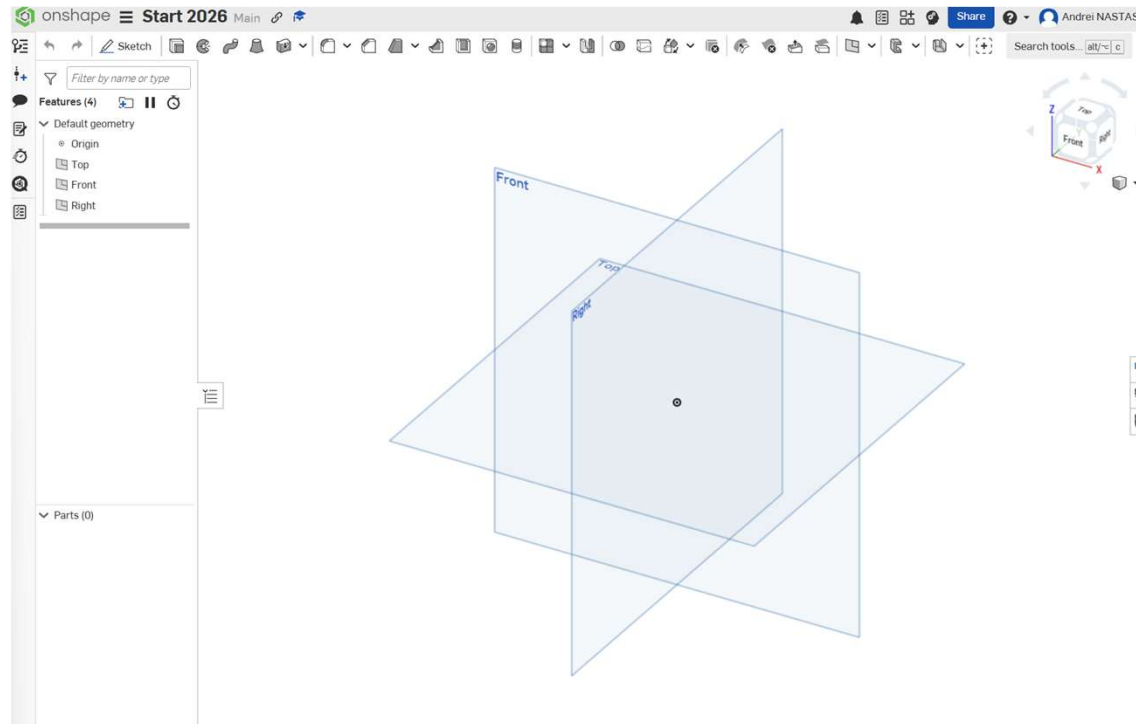 onshape Start 2026 Main Share Andrei NASTAS
Sketch Search tools... alt/⌥ c
Filter by name or type
Features (4)
Default geometry
Origin
Top
Front
Right
Parts (0)
Front
Top
Right
Z
Top
Front
Right
X